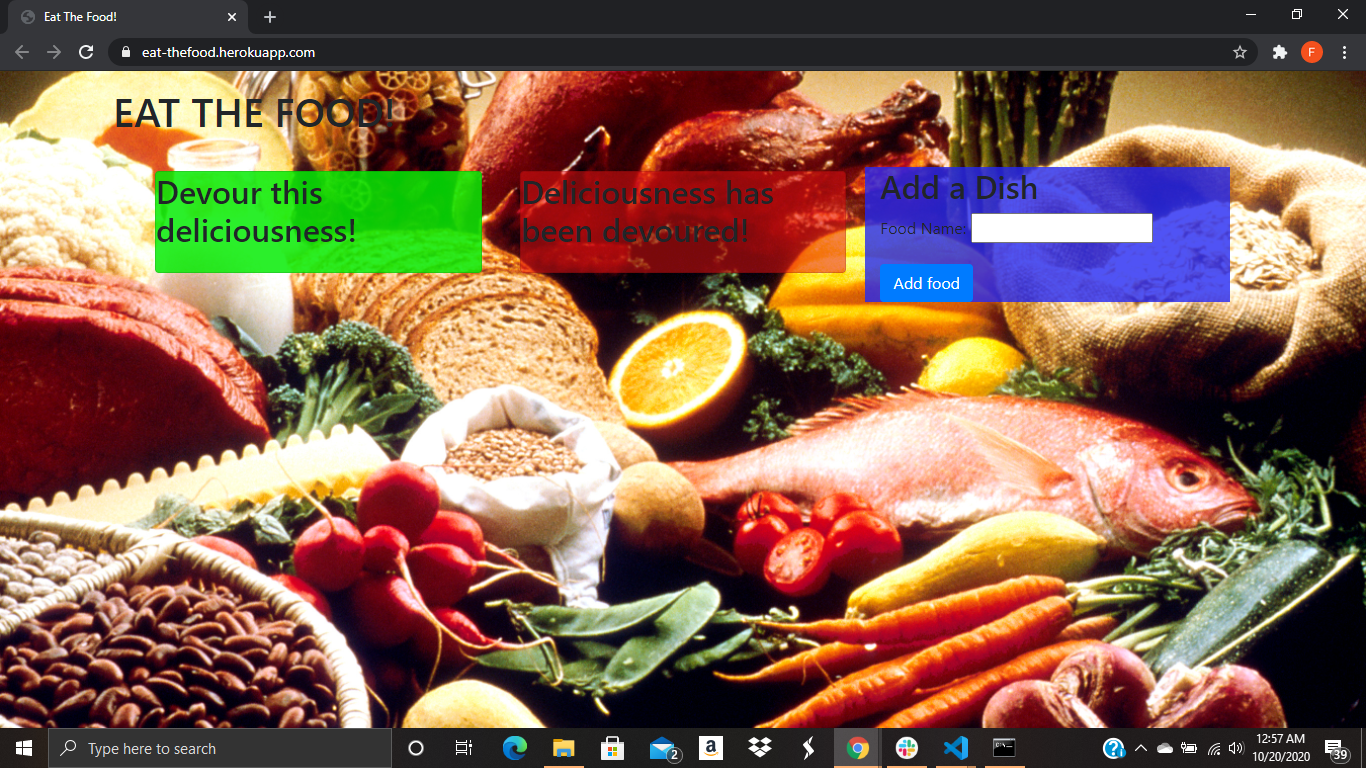 Eat The Food!
eat-thefood.herokuapp.com
F
EAT THE FOOD!
Devour this
deliciousness!
Deliciousness has
been devoured!
Add a Dish
Food Name:
Add food
Type here to search
2
a
12:57 AM
10/20/2020
39